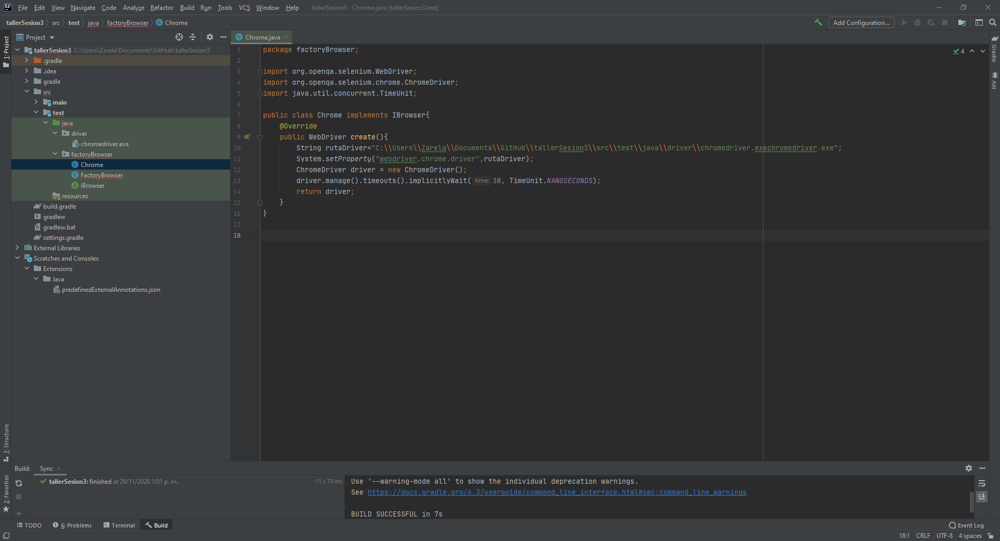 File Edit View Navigate Code Analyze Refactor Build Run Tools VCS Window Help tallerSesion3 - Chrome.java [tallerSesion3.test]
tallerSesion3 src test java factoryBrowser Chrome Add Configuration...
Project
Chrome.java
1: Project
tallerSesion3 C:\Users\Zarela\Documents\GitHub\tallerSesion3
.gradle
.idea
gradle
src
main
test
java
driver
chromedriver.exe
factoryBrowser
Chrome
FactoryBrowser
IBrowser
resources
build.gradle
gradlew
gradlew.bat
settings.gradle
External Libraries
Scratches and Consoles
Extensions
Java
predefinedExternalAnnotations.json
1 package factoryBrowser;
2
3 import org.openqa.selenium.WebDriver;
4 import org.openqa.selenium.chrome.ChromeDriver;
5 import java.util.concurrent.TimeUnit;
6
7 public class Chrome implements IBrowser{
8 @Override
9 public WebDriver create(){
10 String rutaDriver="C:\\Users\\Zarela\\Documents\\GitHub\\tallerSesion3\\src\\test\\java\\driver\\chromedriver.exechromedriver.exe";
11 System.setProperty("webdriver.chrome.driver",rutaDriver);
12 ChromeDriver driver = new ChromeDriver();
13 driver.manage().timeouts().implicitlyWait( time: 30, TimeUnit.NANOSECONDS);
14 return driver;
15 }
16 }
17
18
4
Gradle
Ant
7: Structure
2: Favorites
Build: Sync
tallerSesion3: finished at 29/11/2020 1:01 p. m. 11 s 75 ms
Use '--warning-mode all' to show the individual deprecation warnings.
See https://docs.gradle.org/6.3/userguide/command_line_interface.html#sec:command_line_warnings
BUILD SUCCESSFUL in 7s
TODO 6: Problems Terminal Build Event Log
18:1 CRLF UTF-8 4 spaces